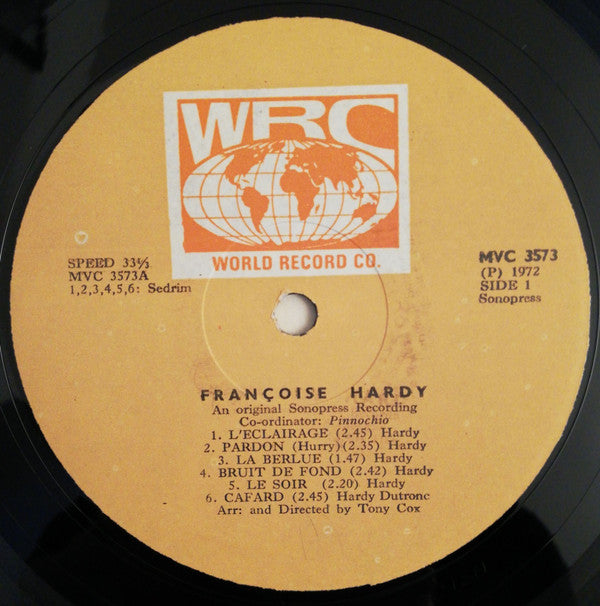 WRC
WORLD RECORD CO.
SPEED 33⅓
MVC 3573A
1,2,3,4,5,6: Sedrim
MVC 3573
(P) 1972
SIDE 1
Sonopress
FRANÇOISE HARDY
An original Sonopress Recording
Co-ordinator: Pinnochio
1. L'ECLAIRAGE (2.45) Hardy
2. PARDON (Hurry)(2.35) Hardy
3. LA BERLUE (1.47) Hardy
4. BRUIT DE FOND (2.42) Hardy
5. LE SOIR (2.20) Hardy
6. CAFARD (2.45) Hardy Dutronc
Arr: and Directed by Tony Cox